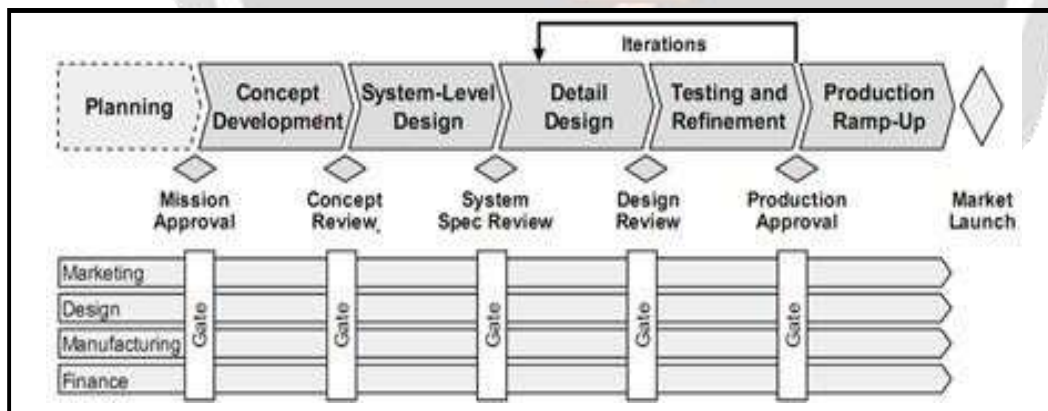 Iterations
Planning
Concept
Development
System-Level
Design
Detail
Design
Testing and
Refinement
Production
Ramp-Up
Mission
Approval
Concept
Review,
System
Spec Review
Design
Review
Production
Approval
Market
Launch
Marketing
Design
Manufacturing
Finance
Gate
Gate
Gate
Gate
Gate